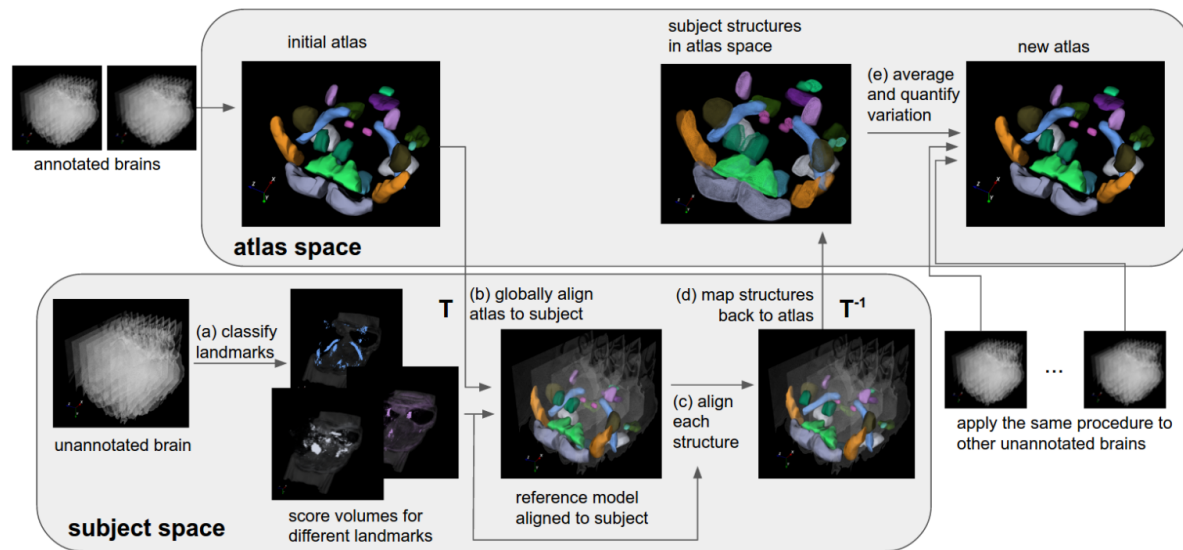 initial atlas
subject structures
in atlas space
new atlas
(e) average
and quantify
variation
annotated brains
atlas space
(a) classify
landmarks
T
(b) globally align
atlas to subject
(d) map structures
back to atlas
T-1
unannotated brain
(c) align
each
structure
...
apply the same procedure to
other unannotated brains
score volumes for
different landmarks
reference model
aligned to subject
subject space